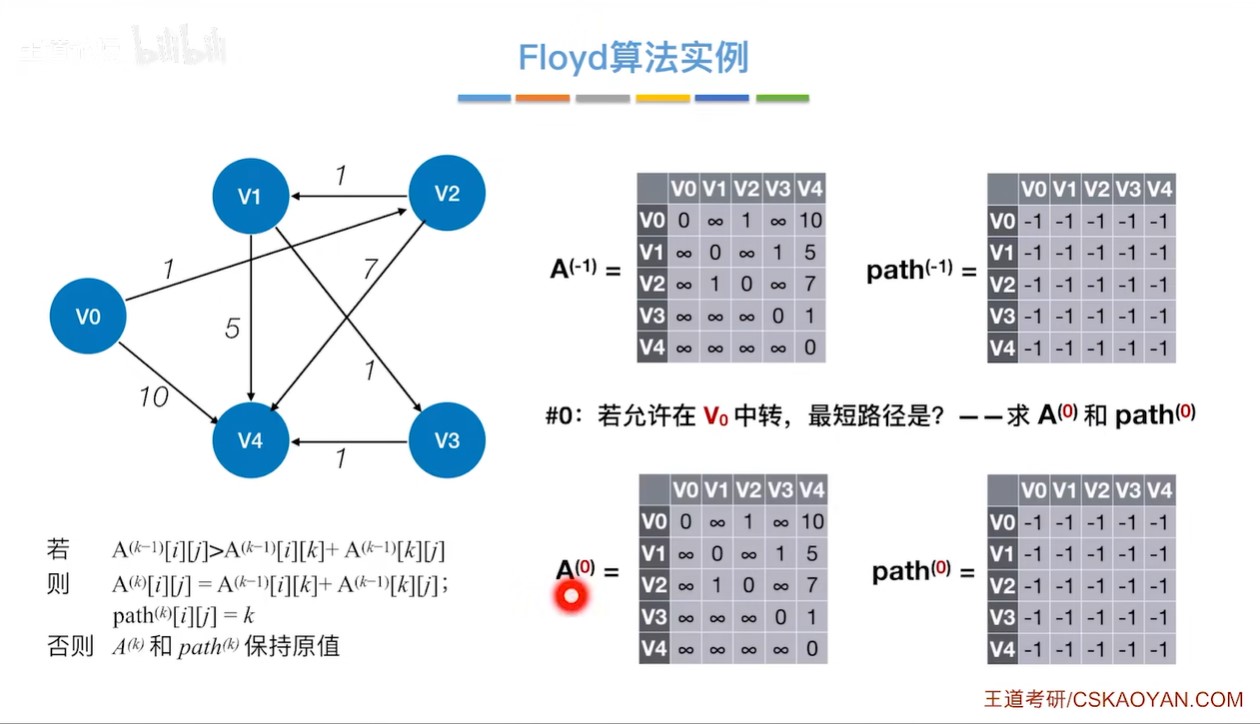 bilibili
Floyd算法实例
V1
1
V2
1
7
V0
5
1
10
V4
1
V3
A(-1) =
V0 V1 V2 V3 V4
V0 0 ∞ 1 ∞ 10
V1 ∞ 0 ∞ 1 5
V2 ∞ 1 0 ∞ 7
V3 ∞ ∞ ∞ 0 1
V4 ∞ ∞ ∞ ∞ 0
path(-1) =
V0 V1 V2 V3 V4
V0 -1 -1 -1 -1 -1
V1 -1 -1 -1 -1 -1
V2 -1 -1 -1 -1 -1
V3 -1 -1 -1 -1 -1
V4 -1 -1 -1 -1 -1
#0：若允许在 V0 中转，最短路径是？——求 A(0) 和 path(0)
若 A(k−1)[i][j]>A(k−1)[i][k]+ A(k−1)[k][j]
则 A(k)[i][j] = A(k−1)[i][k]+ A(k−1)[k][j]；
path(k)[i][j] = k
否则 A(k) 和 path(k) 保持原值
A(0) =
V0 V1 V2 V3 V4
V0 0 ∞ 1 ∞ 10
V1 ∞ 0 ∞ 1 5
V2 ∞ 1 0 ∞ 7
V3 ∞ ∞ ∞ 0 1
V4 ∞ ∞ ∞ ∞ 0
path(0) =
V0 V1 V2 V3 V4
V0 -1 -1 -1 -1 -1
V1 -1 -1 -1 -1 -1
V2 -1 -1 -1 -1 -1
V3 -1 -1 -1 -1 -1
V4 -1 -1 -1 -1 -1
王道考研/CSKAOYAN.COM